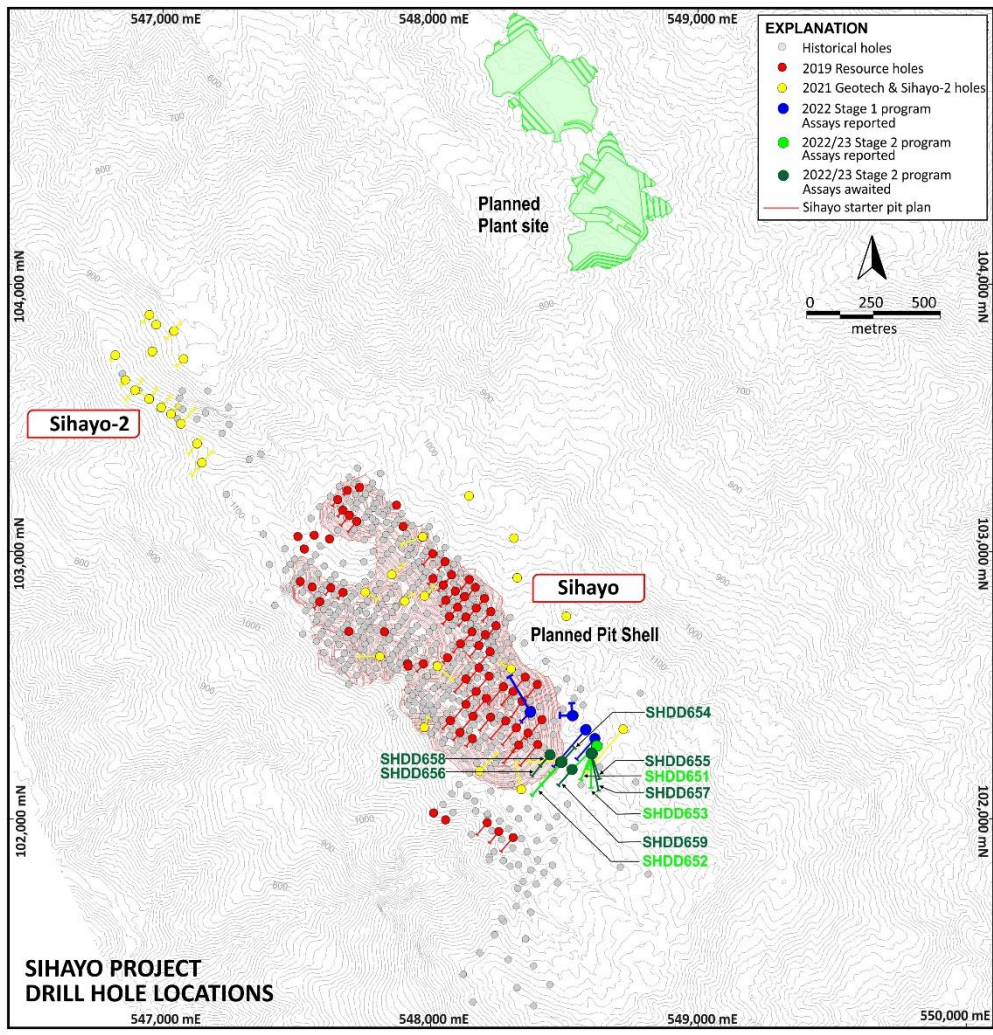 547,000 mE
548,000 mE
549,000 mE
EXPLANATION
Historical holes
2019 Resource holes
2021 Geotech & Sihayo-2 holes
2022 Stage 1 program
Assays reported
2022/23 Stage 2 program
Assays reported
2022/23 Stage 2 program
Assays awaited
Sihayo starter pit plan
Planned
Plant site
104,000 mN
104,000 mN
0 250 500
metres
Sihayo-2
103,000 mN
103,000 mN
Sihayo
Planned Pit Shell
SHDD654
SHDD658
SHDD656
SHDD655
SHDD651
SHDD657
SHDD653
SHDD659
SHDD652
102,000 mN
102,000 mN
SIHAYO PROJECT
DRILL HOLE LOCATIONS
547,000 mE
548,000 mE
549,000 mE
550,000 mE